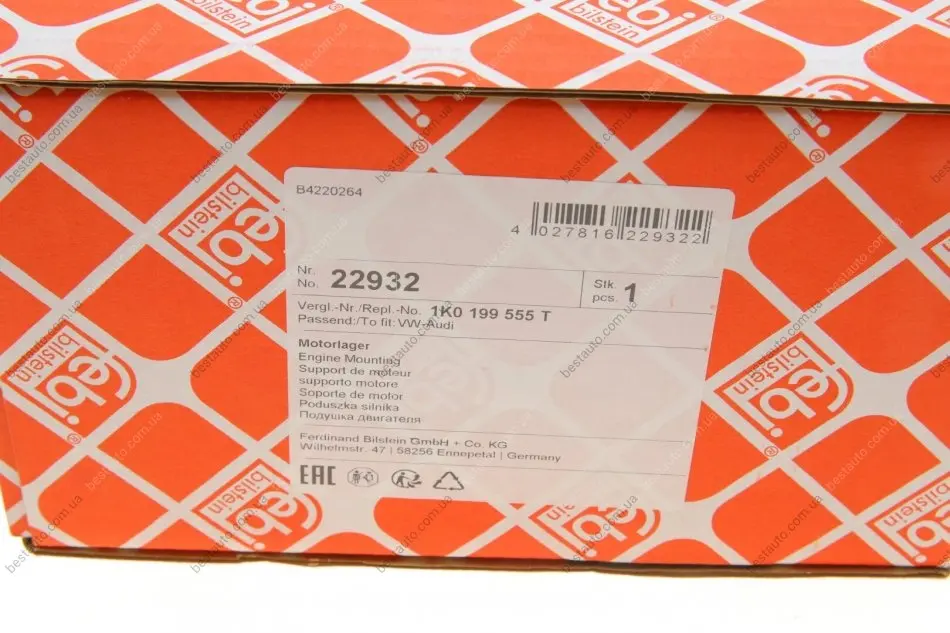 febi
bilstein
B4220264
4 027816 229322
Nr.
No. 22932
Stk.
pcs. 1
Vergl.-Nr./Repl.-No. 1K0 199 555 T
Passend:/To fit: VW-Audi
Motorlager
Engine Mounting
Support de moteur
supporto motore
Soporte de motor
Poduszka silnika
Подушка двигателя
Ferdinand Bilstein GmbH + Co. KG
Wilhelmstr. 47 | 58256 Ennepetal | Germany
EAC
bestauto.com.ua